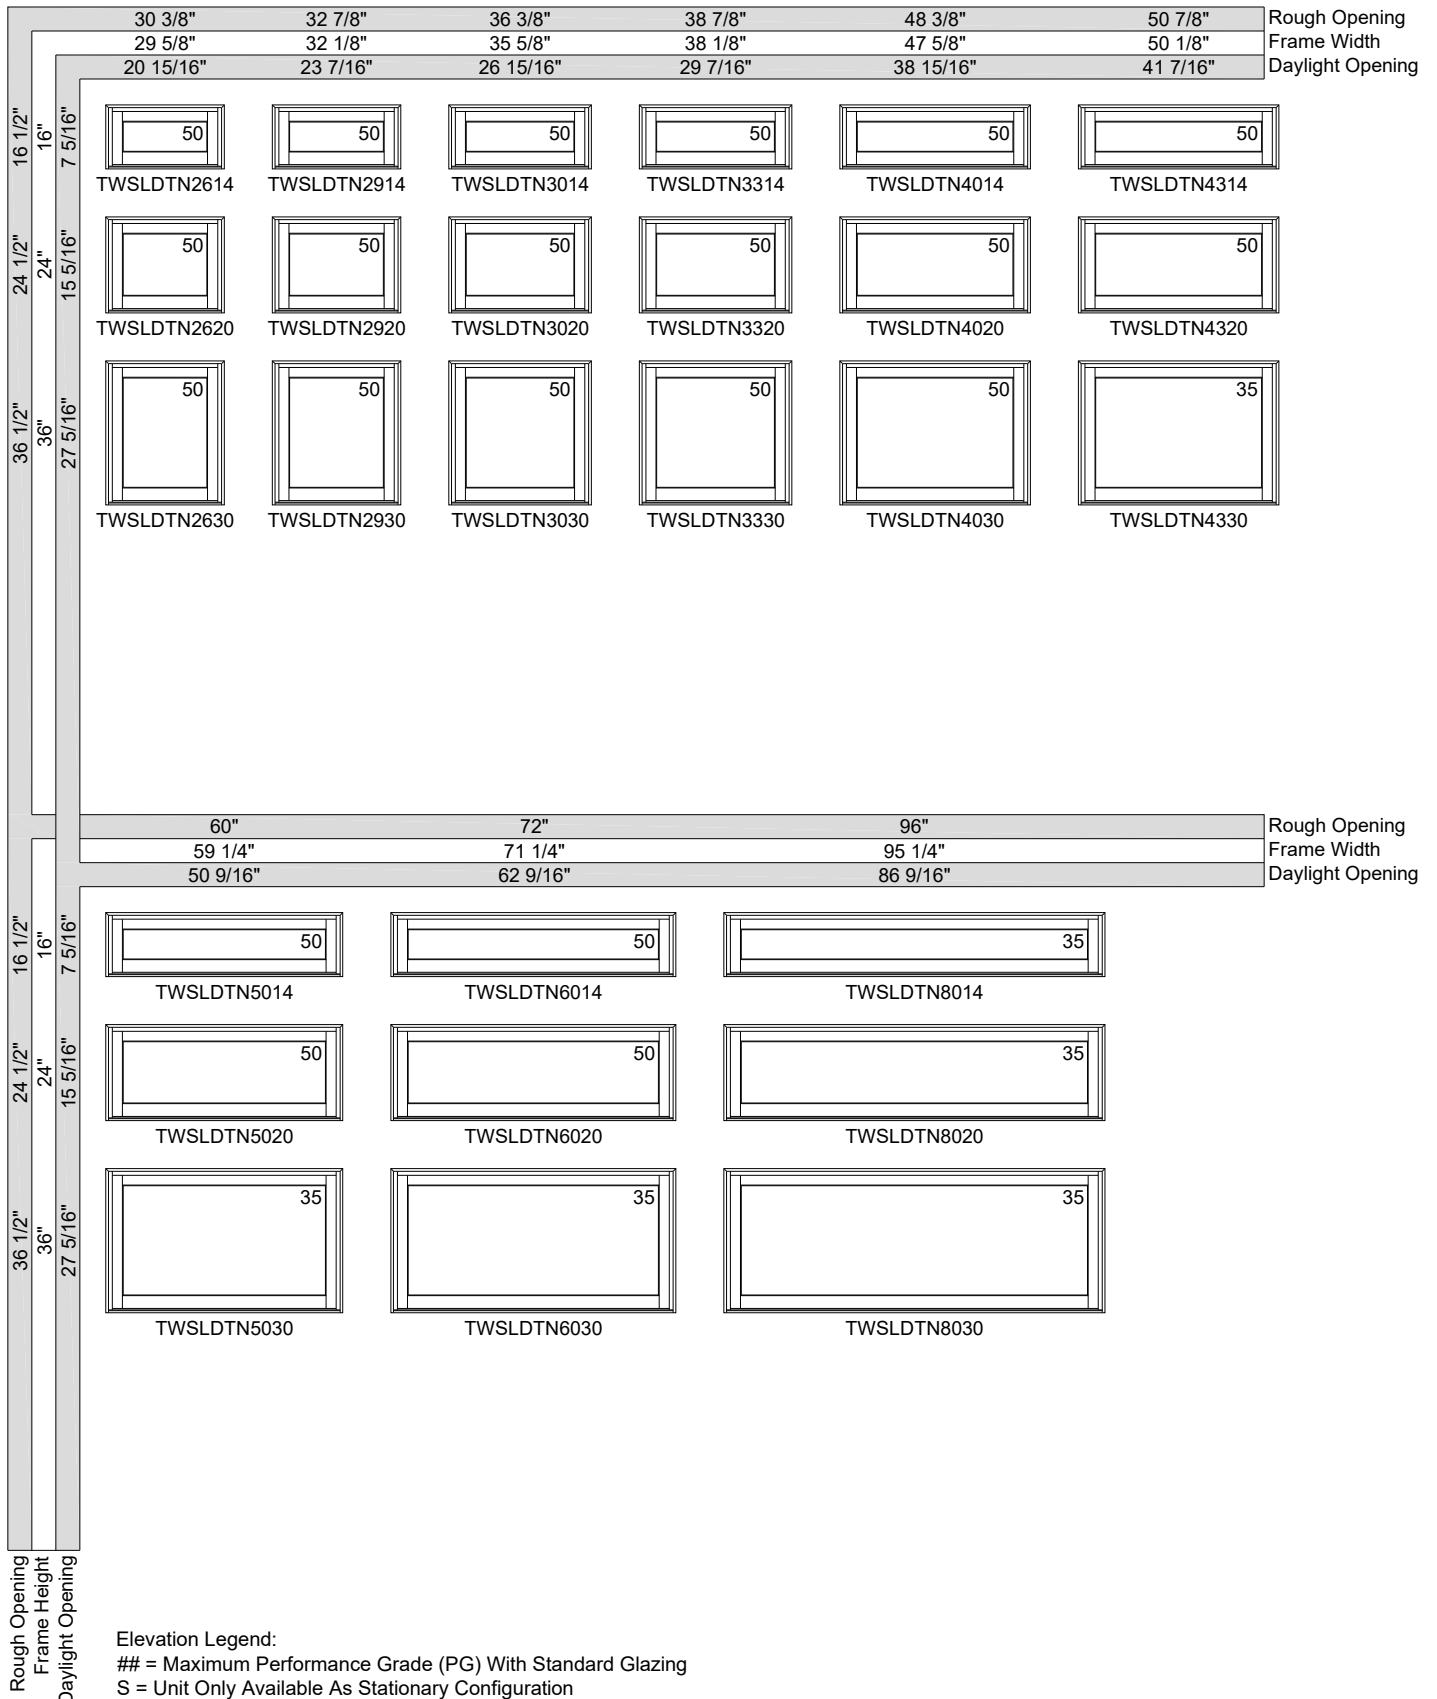 30 3/8" 32 7/8" 36 3/8" 38 7/8" 48 3/8" 50 7/8" Rough Opening
29 5/8" 32 1/8" 35 5/8" 38 1/8" 47 5/8" 50 1/8" Frame Width
20 15/16" 23 7/16" 26 15/16" 29 7/16" 38 15/16" 41 7/16" Daylight Opening
16 1/2" 16" 7 5/16"
50 50 50 50 50 50
TWSLDTN2614 TWSLDTN2914 TWSLDTN3014 TWSLDTN3314 TWSLDTN4014 TWSLDTN4314
24 1/2" 24" 15 5/16"
50 50 50 50 50 50
TWSLDTN2620 TWSLDTN2920 TWSLDTN3020 TWSLDTN3320 TWSLDTN4020 TWSLDTN4320
36 1/2" 36" 27 5/16"
50 50 50 50 50 35
TWSLDTN2630 TWSLDTN2930 TWSLDTN3030 TWSLDTN3330 TWSLDTN4030 TWSLDTN4330
60" 72" 96" Rough Opening
59 1/4" 71 1/4" 95 1/4" Frame Width
50 9/16" 62 9/16" 86 9/16" Daylight Opening
16 1/2" 16" 7 5/16"
50 50 35
TWSLDTN5014 TWSLDTN6014 TWSLDTN8014
24 1/2" 24" 15 5/16"
50 50 35
TWSLDTN5020 TWSLDTN6020 TWSLDTN8020
36 1/2" 36" 27 5/16"
35 35 35
TWSLDTN5030 TWSLDTN6030 TWSLDTN8030
Rough Opening
Frame Height
Daylight Opening
Elevation Legend:
## = Maximum Performance Grade (PG) With Standard Glazing
S = Unit Only Available As Stationary Configuration